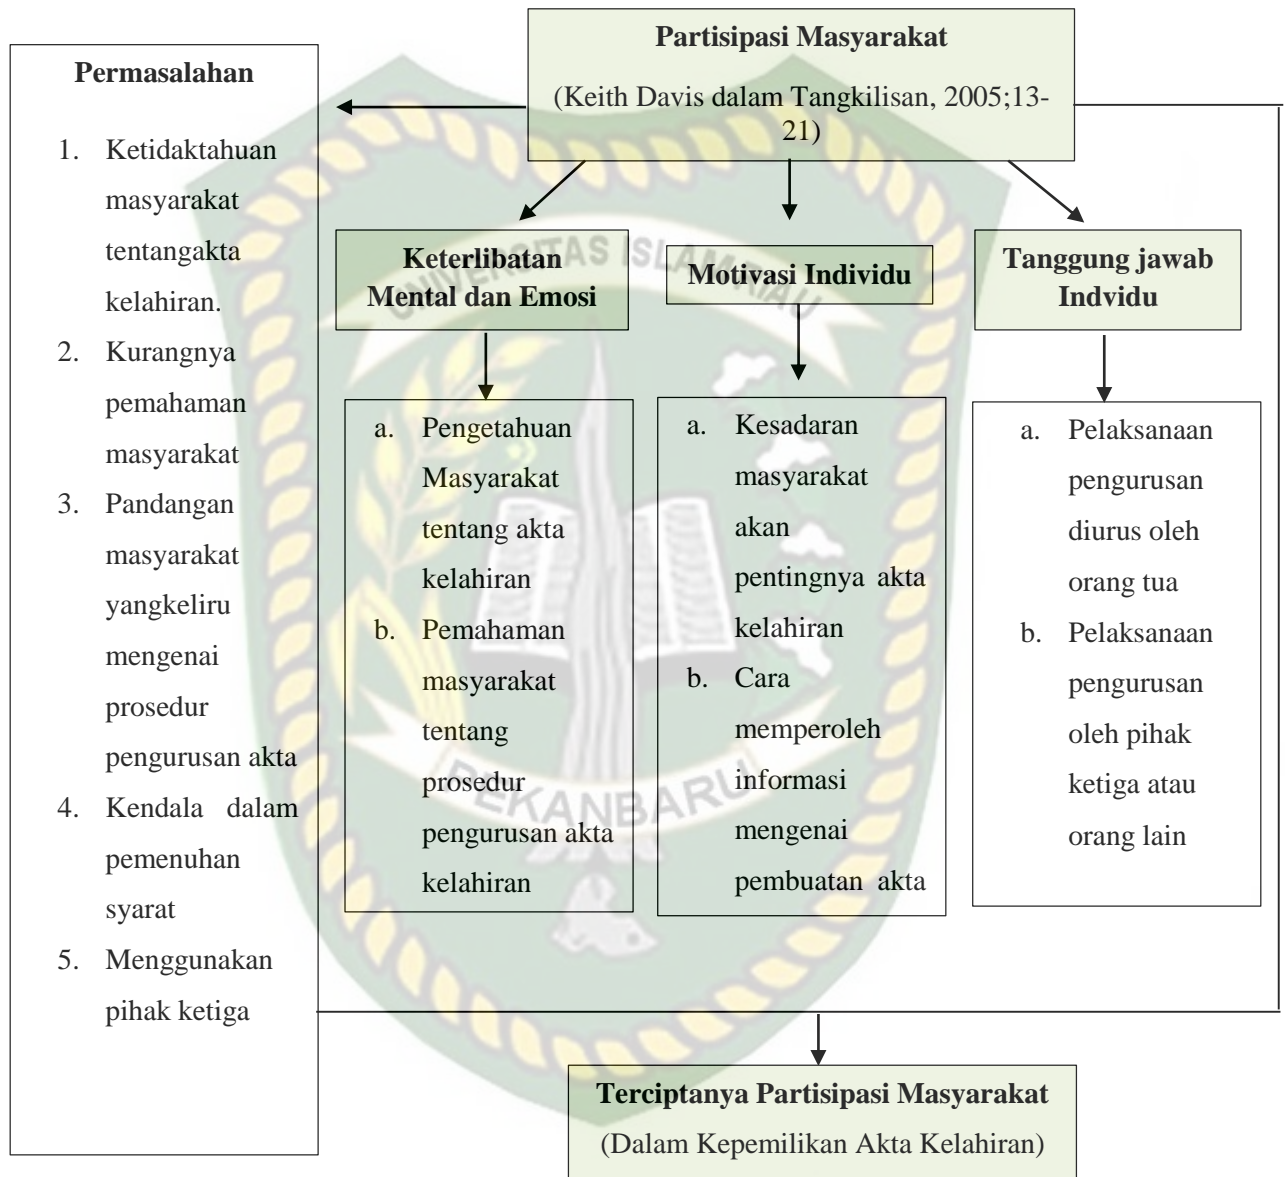 Partisipasi Masyarakat
(Keith Davis dalam Tangkilisan, 2005;13-
21)
Permasalahan
1. Ketidaktahuan
masyarakat
tentangakta
kelahiran.
2. Kurangnya
pemahaman
masyarakat
3. Pandangan
masyarakat
yangkeliru
mengenai
prosedur
pengurusan akta
4. Kendala dalam
pemenuhan
syarat
5. Menggunakan
pihak ketiga
Keterlibatan
Mental dan Emosi
a. Pengetahuan
Masyarakat
tentang akta
kelahiran
b. Pemahaman
masyarakat
tentang
prosedur
pengurusan akta
kelahiran
Motivasi Individu
a. Kesadaran
masyarakat
akan
pentingnya akta
kelahiran
b. Cara
memperoleh
informasi
mengenai
pembuatan akta
Tanggung jawab
Indvidu
a. Pelaksanaan
pengurusan
diurus oleh
orang tua
b. Pelaksanaan
pengurusan
oleh pihak
ketiga atau
orang lain
Terciptanya Partisipasi Masyarakat
(Dalam Kepemilikan Akta Kelahiran)
UNIVERSITAS ISLAM RIAU
PEKANBARU